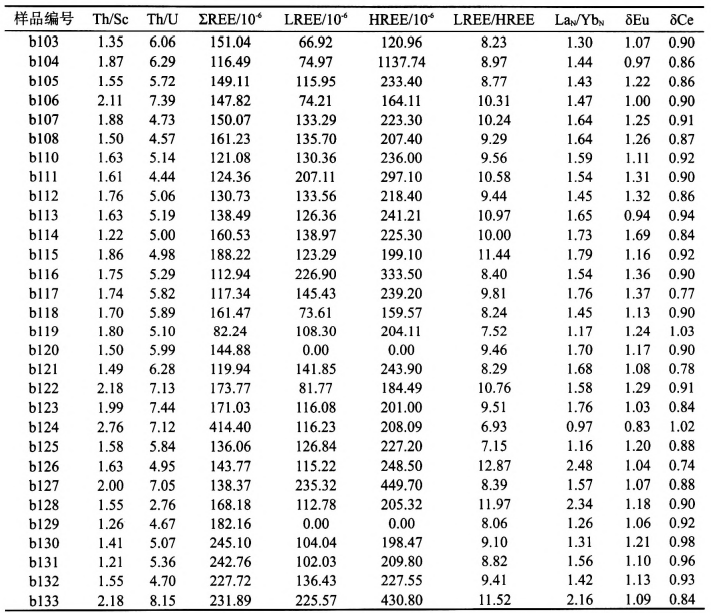 样品编号 Th/Sc Th/U ΣREE/10⁻⁶ LREE/10⁻⁶ HREE/10⁻⁶ LREE/HREE LaN/YbN δEu δCe
b103 1.35 6.06 151.04 66.92 120.96 8.23 1.30 1.07 0.90
b104 1.87 6.29 116.49 74.97 1137.74 8.97 1.44 0.97 0.86
b105 1.55 5.72 149.11 115.95 233.40 8.77 1.43 1.22 0.86
b106 2.11 7.39 147.82 74.21 164.11 10.31 1.47 1.00 0.90
b107 1.88 4.73 150.07 133.29 223.30 10.24 1.64 1.25 0.91
b108 1.50 4.57 161.23 135.70 207.40 9.29 1.64 1.26 0.87
b110 1.63 5.14 121.08 130.36 236.00 9.56 1.59 1.11 0.92
b111 1.61 4.44 124.36 207.11 297.10 10.58 1.54 1.31 0.90
b112 1.76 5.06 130.73 133.56 218.40 9.44 1.45 1.32 0.86
b113 1.63 5.19 138.49 126.36 241.21 10.97 1.65 0.94 0.94
b114 1.22 5.00 160.53 138.97 225.30 10.00 1.73 1.69 0.84
b115 1.86 4.98 188.22 123.29 199.10 11.44 1.79 1.16 0.92
b116 1.75 5.29 112.94 226.90 333.50 8.40 1.54 1.36 0.90
b117 1.74 5.82 117.34 145.43 239.20 9.81 1.76 1.37 0.77
b118 1.70 5.89 161.47 73.61 159.57 8.24 1.45 1.13 0.90
b119 1.80 5.10 82.24 108.30 204.11 7.52 1.17 1.24 1.03
b120 1.50 5.99 144.88 0.00 0.00 9.46 1.70 1.17 0.90
b121 1.49 6.28 119.94 141.85 243.90 8.29 1.68 1.08 0.78
b122 2.18 7.13 173.77 81.77 184.49 10.76 1.58 1.29 0.91
b123 1.99 7.44 171.03 116.08 201.00 9.51 1.76 1.03 0.84
b124 2.76 7.12 414.40 116.23 208.09 6.93 0.97 0.83 1.02
b125 1.58 5.84 136.06 126.84 227.20 7.15 1.16 1.20 0.88
b126 1.63 4.95 143.77 115.22 248.50 12.87 2.48 1.04 0.74
b127 2.00 7.05 138.37 235.32 449.70 8.39 1.57 1.07 0.88
b128 1.55 2.76 168.18 112.78 205.32 11.97 2.34 1.18 0.90
b129 1.26 4.67 182.16 0.00 0.00 8.06 1.26 1.06 0.92
b130 1.41 5.07 245.10 104.04 198.47 9.10 1.31 1.21 0.98
b131 1.21 5.36 242.76 102.03 209.80 8.82 1.56 1.10 0.96
b132 1.55 4.70 227.72 136.43 227.55 9.41 1.42 1.13 0.93
b133 2.18 8.15 231.89 225.57 430.80 11.52 2.16 1.09 0.84